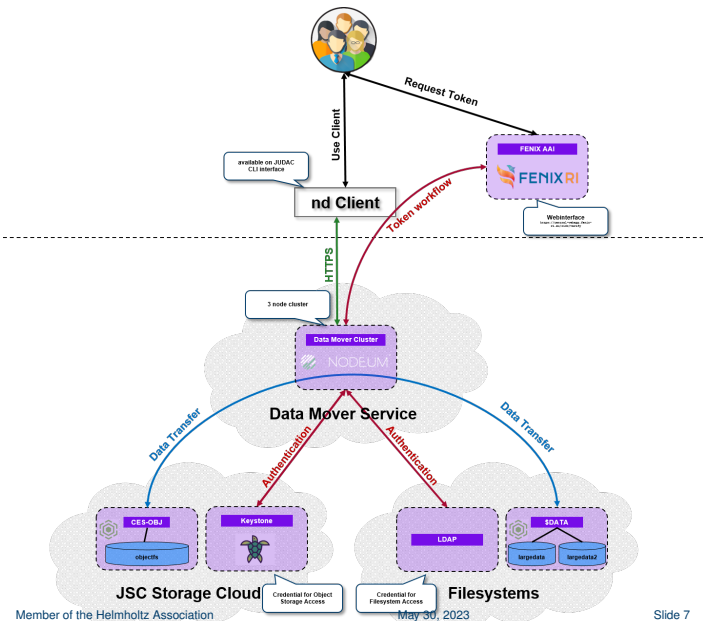 Request Token
Use Client
FENIX AAI
FENIXRI
available on JUDAC
CLI interface
nd Client
Token workflow
Webinterface
HTTPS
3 node cluster
Data Mover Cluster
NODEUM
Data Mover Service
Data Transfer
Data Transfer
Authentication
Authentication
CES-OBJ
Keystone
objectfs
LDAP
$DATA
largedata
largedata2
JSC Storage Cloud
Credential for Object
Storage Access
Credential for
Filesystem Access
Filesystems
Member of the Helmholtz Association
May 30, 2023
Slide 7